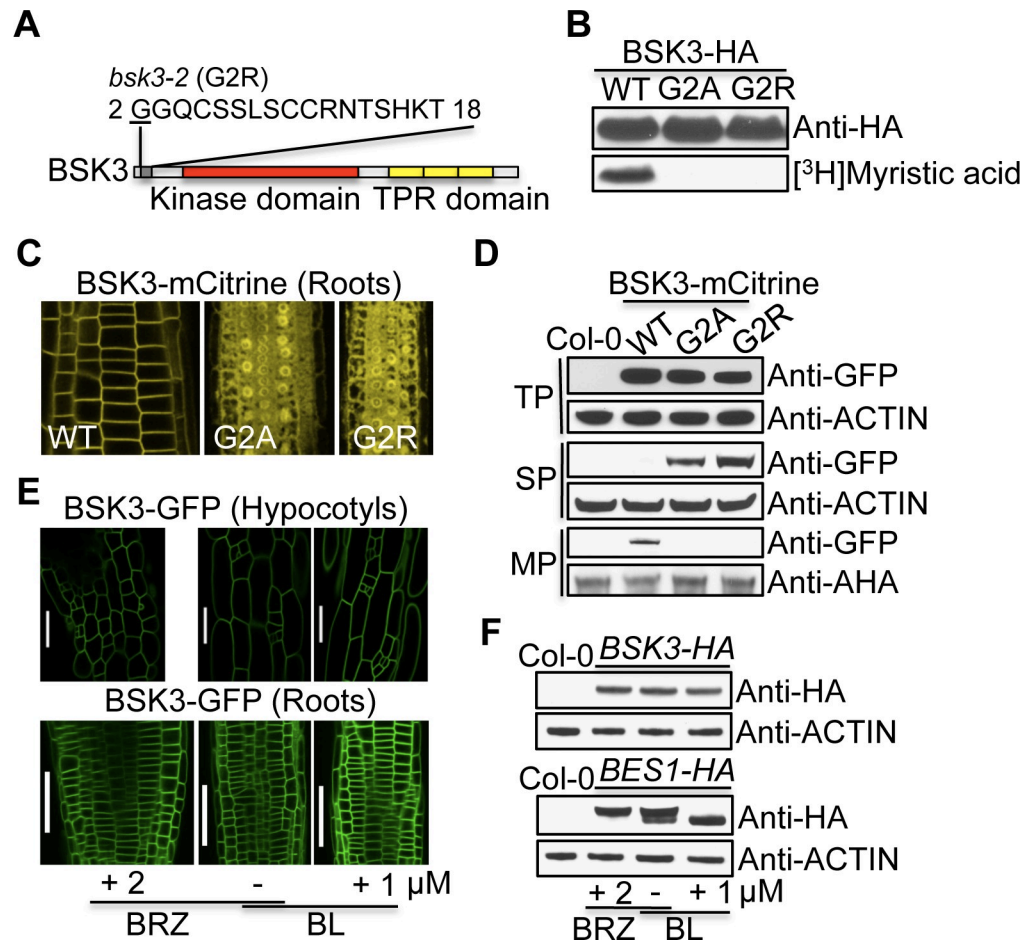 A
bsk3-2 (G2R)
2 GGQCSSLSCCRNTSHKT 18
BSK3
Kinase domain TPR domain
B
BSK3-HA
WT G2A G2R
Anti-HA
[³H]Myristic acid
C
BSK3-mCitrine (Roots)
WT G2A G2R
D
BSK3-mCitrine
Col-0 WT G2A G2R
TP
Anti-GFP
Anti-ACTIN
SP
Anti-GFP
Anti-ACTIN
MP
Anti-GFP
Anti-AHA
E
BSK3-GFP (Hypocotyls)
BSK3-GFP (Roots)
+ 2 - + 1 μM
BRZ BL
F
Col-0 BSK3-HA
Anti-HA
Anti-ACTIN
Col-0 BES1-HA
Anti-HA
Anti-ACTIN
+ 2 - + 1 μM
BRZ BL